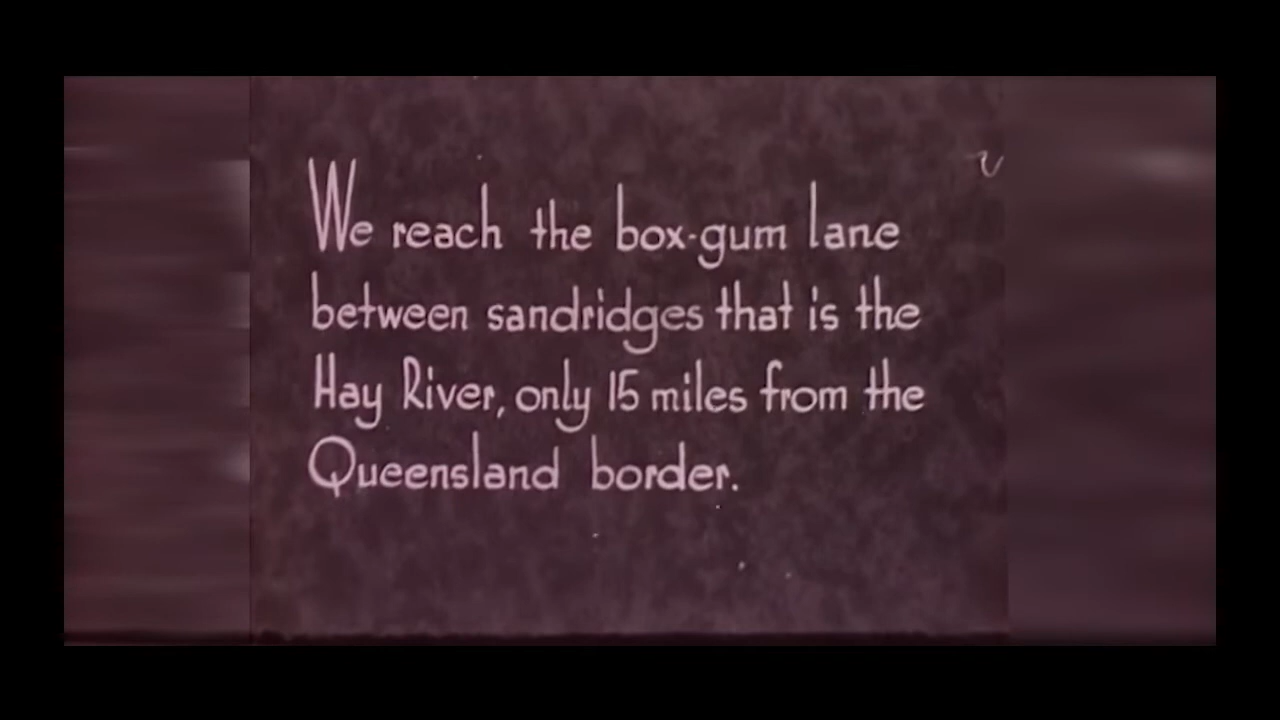 We reach the box-gum lane
between sandridges that is the
Hay River, only 15 miles from the
Queensland border.